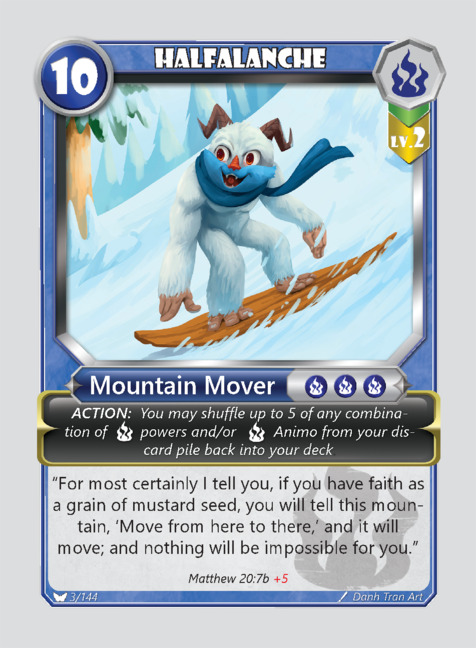 10
HALFALANCHE
LV.2
Mountain Mover
ACTION: You may shuffle up to 5 of any combina-
tion of powers and/or Animo from your dis-
card pile back into your deck
“For most certainly I tell you, if you have faith as
a grain of mustard seed, you will tell this moun-
tain, ‘Move from here to there,’ and it will
move; and nothing will be impossible for you.”
Matthew 20:7b +5
3/144
Danh Tran Art